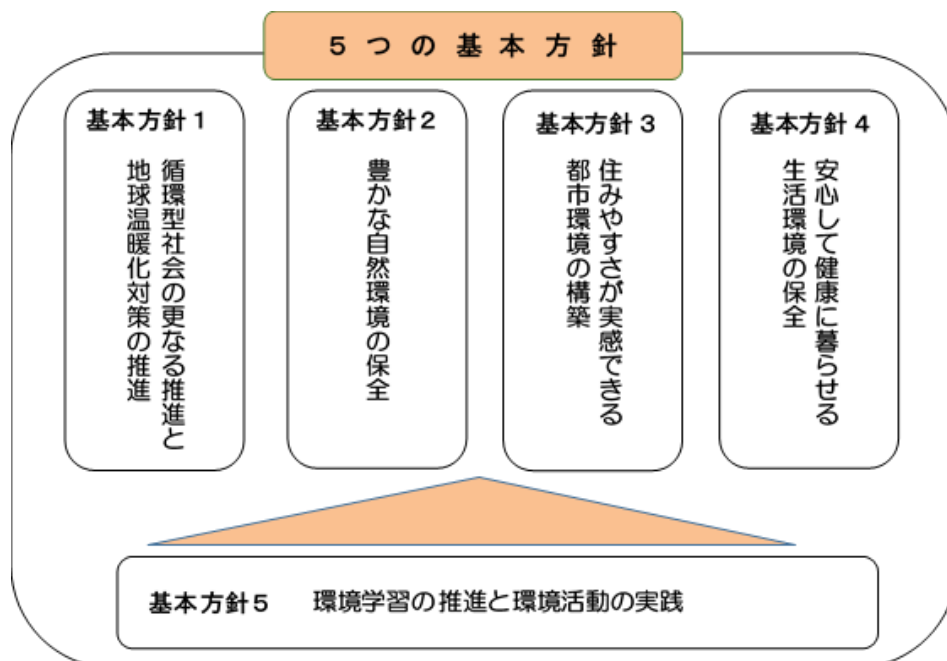 ５つの基本方針
基本方針１
循環型社会の更なる推進と
地球温暖化対策の推進
基本方針２
豊かな自然環境の保全
基本方針３
住みやすさが実感できる
都市環境の構築
基本方針４
安心して健康に暮らせる
生活環境の保全
基本方針５
環境学習の推進と環境活動の実践